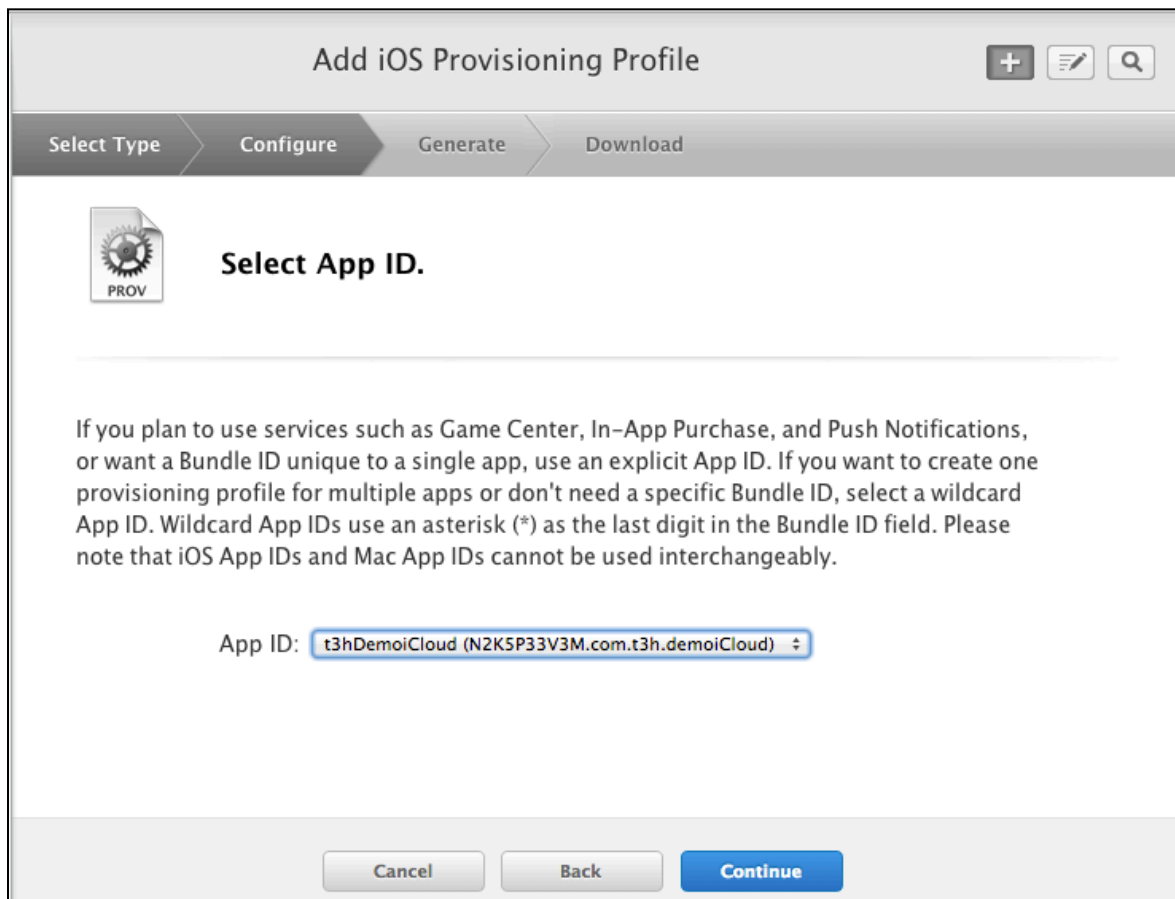 Add iOS Provisioning Profile
Select Type
Configure
Generate
Download
PROV
Select App ID.
If you plan to use services such as Game Center, In-App Purchase, and Push Notifications,
or want a Bundle ID unique to a single app, use an explicit App ID. If you want to create one
provisioning profile for multiple apps or don't need a specific Bundle ID, select a wildcard
App ID. Wildcard App IDs use an asterisk (*) as the last digit in the Bundle ID field. Please
note that iOS App IDs and Mac App IDs cannot be used interchangeably.
App ID: t3hDemoiCloud (N2K5P33V3M.com.t3h.demoiCloud)
Cancel
Back
Continue